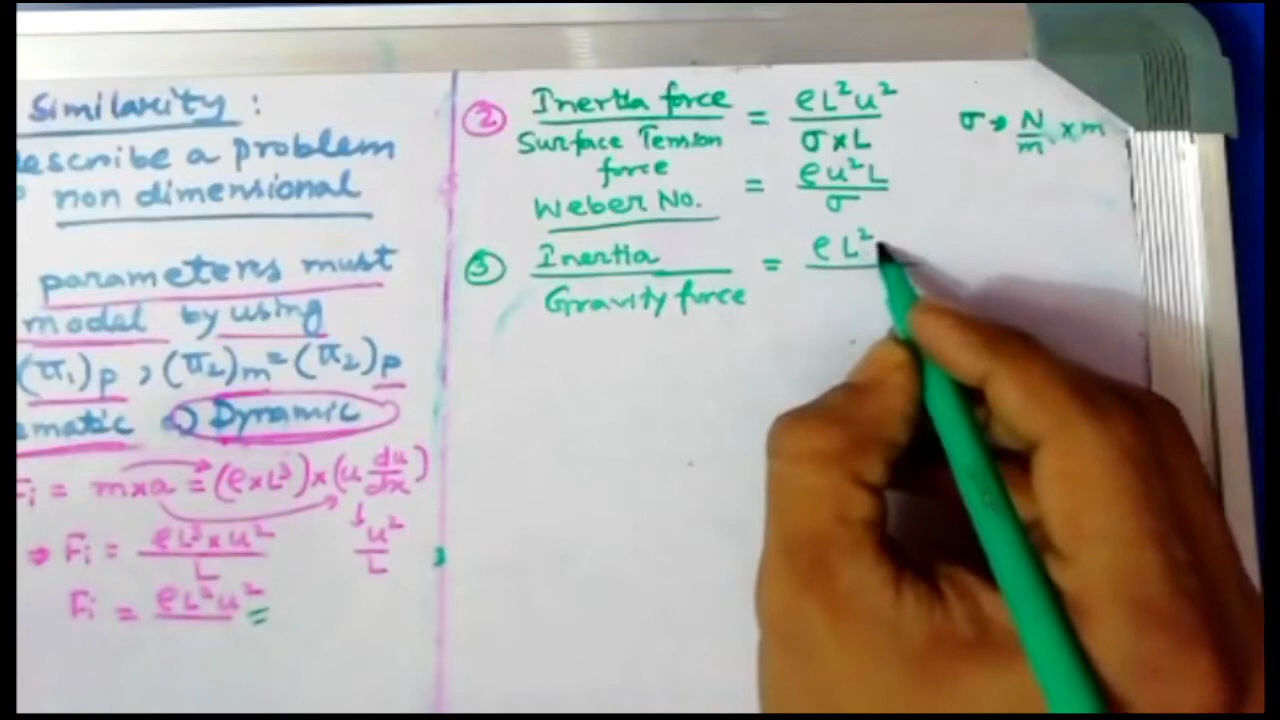 Similarity :
describe a problem
non dimensional
parameters must
model by using
(π₁)p , (π₂)m = (π₂)p
ematic Dynamic
Fi = m×a = (ρ×L³)×(u du/dx)
⇒ Fi = ρL³×u²/L u²/L
Fi = ρL²u² =
② Inertia force / Surface Tension force = ρL²u² / σ×L σ → N/m × m
Weber No. = ρu²L / σ
③ Inertia / Gravity force = ρL²